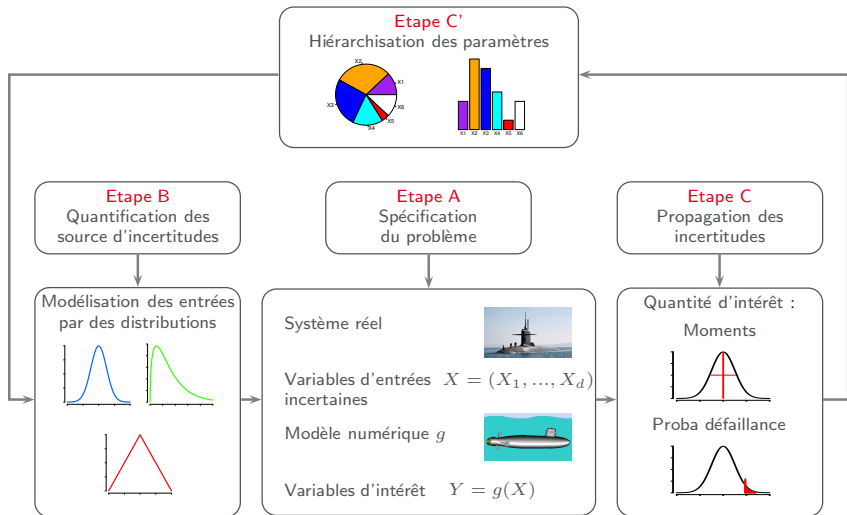 Etape C'
Hiérarchisation des paramètres
X2
X1
X3
X6
X5
X4
X1 X2 X3 X4 X5 X6
Etape B
Quantification des
source d'incertitudes
Etape A
Spécification
du problème
Etape C
Propagation des
incertitudes
Modélisation des entrées
par des distributions
Système réel
Variables d'entrées X = (X1, ..., Xd)
incertaines
Modèle numérique g
Variables d'intérêt Y = g(X)
Quantité d'intérêt :
Moments
Proba défaillance